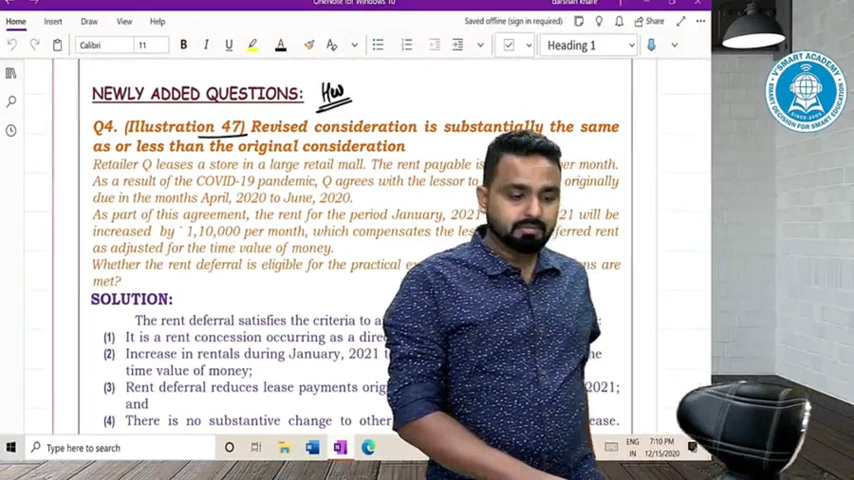 OneNote for Windows 10
darshan khare
Home Insert Draw View Help
Saved offline (sign in required)
Share
Calibri 11 B I U A Heading 1
NEWLY ADDED QUESTIONS: HW
Q4. (Illustration 47) Revised consideration is substantially the same
as or less than the original consideration
Retailer Q leases a store in a large retail mall. The rent payable is per month.
As a result of the COVID-19 pandemic, Q agrees with the lessor to originally
due in the months April, 2020 to June, 2020.
As part of this agreement, the rent for the period January, 2021 21 will be
increased by ` 1,10,000 per month, which compensates the les ferred rent
as adjusted for the time value of money.
Whether the rent deferral is eligible for the practical ex ions are
met?
SOLUTION:
The rent deferral satisfies the criteria to a
(1) It is a rent concession occurring as a direc
(2) Increase in rentals during January, 2021 t he
time value of money;
(3) Rent deferral reduces lease payments orig 2021;
and
(4) There is no substantive change to other ease.
Type here to search
ENG
IN
7:10 PM
12/15/2020
V'SMART ACADEMY
SINCE-2003
SMART DECISION FOR SMART EDUCATION